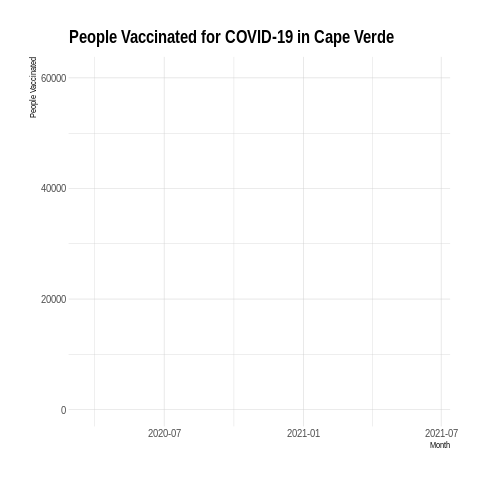 People Vaccinated for COVID-19 in Cape Verde
People Vaccinated
60000
40000
20000
0
2020-07 2021-01 2021-07
Month